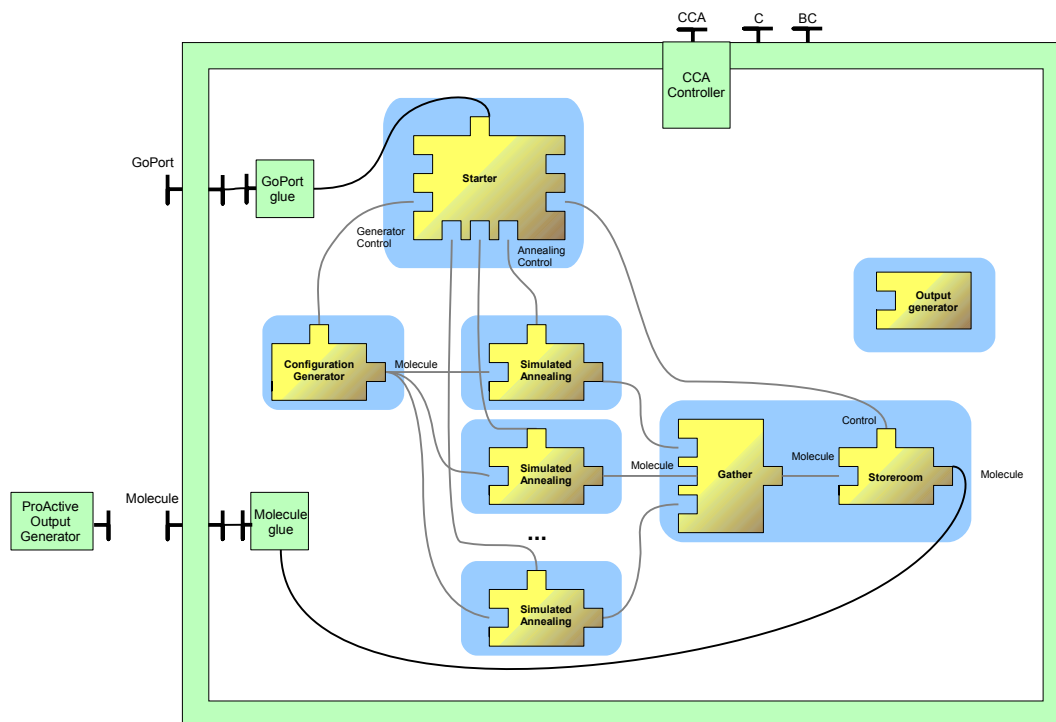 CCA
C
BC
CCA
Controller
GoPort
GoPort
glue
Starter
Generator
Control
Annealing
Control
Output
generator
Configuration
Generator
Molecule
Simulated
Annealing
Control
Simulated
Annealing
Molecule
Gather
Molecule
Storeroom
Molecule
ProActive
Output
Generator
Molecule
Molecule
glue
...
Simulated
Annealing